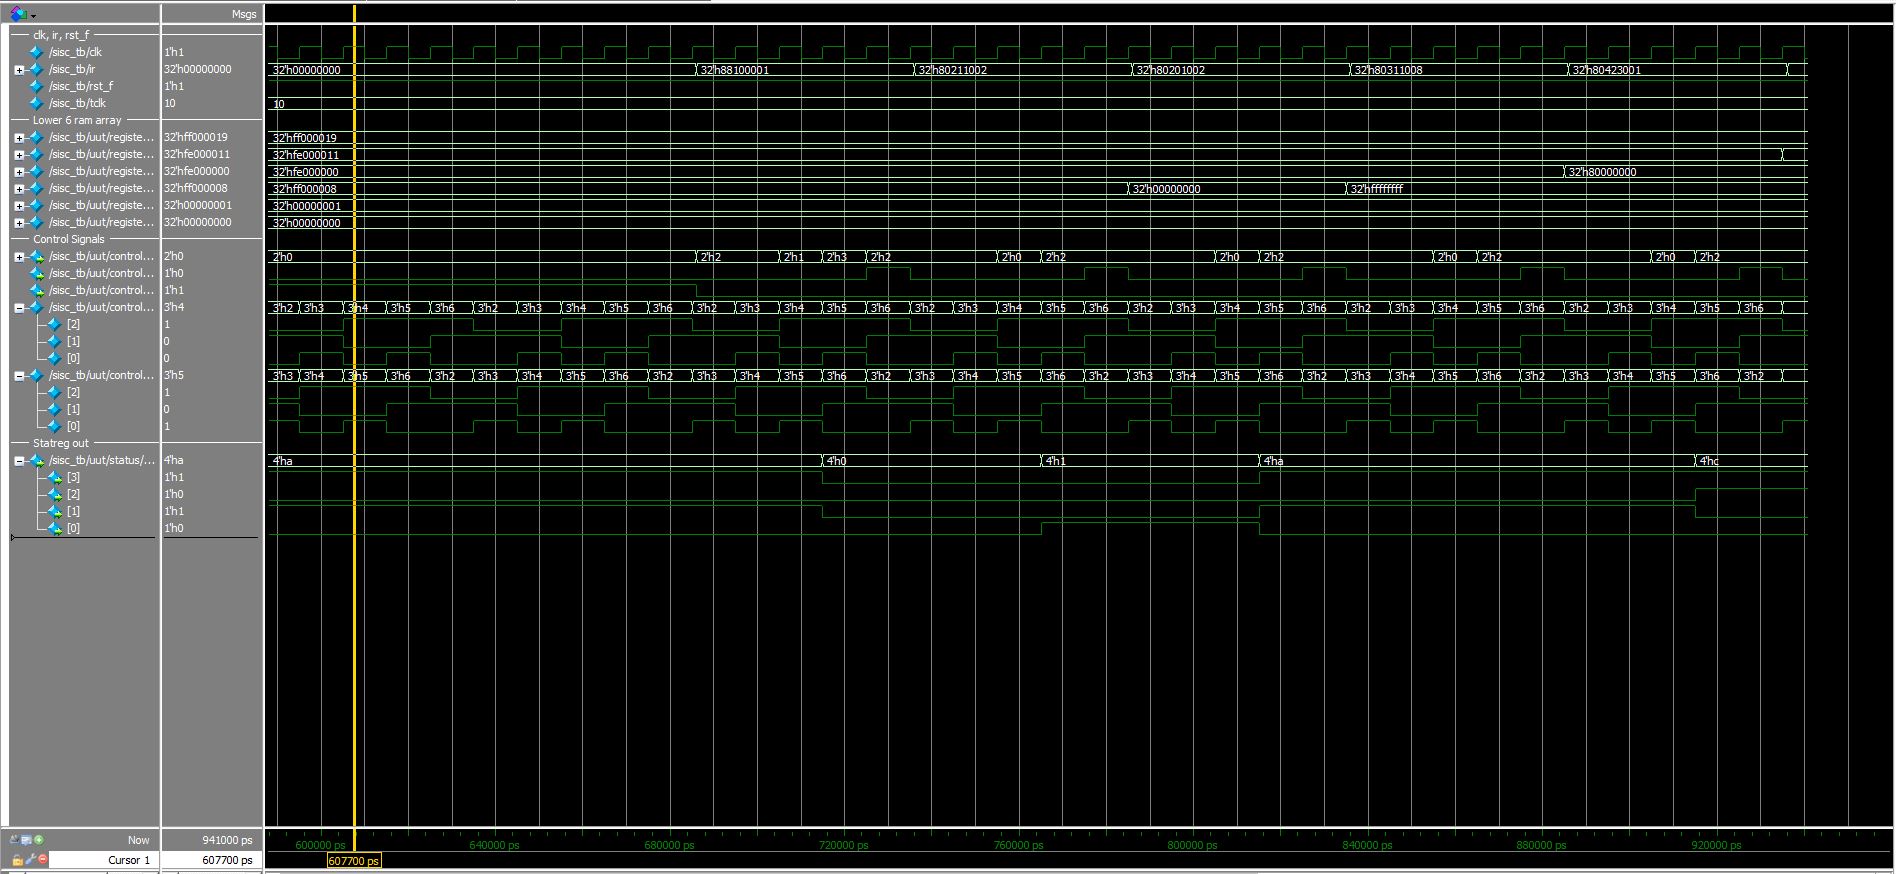 Msgs
clk, ir, rst_f
/sisc_tb/clk 1'h1
/sisc_tb/ir 32'h00000000 32'h00000000 32'h88100001 32'h80211002 32'h80201002 32'h80311008 32'h80423001
/sisc_tb/rst_f 1'h1
/sisc_tb/tclk 10 10
Lower 6 ram array
/sisc_tb/uut/registe... 32'hff000019 32'hff000019
/sisc_tb/uut/registe... 32'hfe000011 32'hfe000011
/sisc_tb/uut/registe... 32'hfe000000 32'hfe000000 32'h80000000
/sisc_tb/uut/registe... 32'hff000008 32'hff000008 32'h00000000 32'hffffffff
/sisc_tb/uut/registe... 32'h00000001 32'h00000001
/sisc_tb/uut/registe... 32'h00000000 32'h00000000
Control Signals
/sisc_tb/uut/control... 2'h0 2'h0 2'h2 2'h1 2'h3 2'h2 2'h0 2'h2 2'h0 2'h2 2'h0 2'h2 2'h0 2'h2
/sisc_tb/uut/control... 1'h0
/sisc_tb/uut/control... 1'h1
/sisc_tb/uut/control... 3'h4 3'h2 3'h3 3'h4 3'h5 3'h6 3'h2 3'h3 3'h4 3'h5 3'h6 3'h2 3'h3 3'h4 3'h5 3'h6 3'h2 3'h3 3'h4 3'h5 3'h6 3'h2 3'h3 3'h4 3'h5 3'h6 3'h2 3'h3 3'h4 3'h5 3'h6 3'h2 3'h3 3'h4 3'h5 3'h6
[2] 1
[1] 0
[0] 0
/sisc_tb/uut/control... 3'h5 3'h3 3'h4 3'h5 3'h6 3'h2 3'h3 3'h4 3'h5 3'h6 3'h2 3'h3 3'h4 3'h5 3'h6 3'h2 3'h3 3'h4 3'h5 3'h6 3'h2 3'h3 3'h4 3'h5 3'h6 3'h2 3'h3 3'h4 3'h5 3'h6 3'h2 3'h3 3'h4 3'h5 3'h6 3'h2
[2] 1
[1] 0
[0] 1
Statreg out
/sisc_tb/uut/status/... 4'ha 4'ha 4'h0 4'h1 4'ha 4'hc
[3] 1'h1
[2] 1'h0
[1] 1'h1
[0] 1'h0
Now 941000 ps 600000 ps 640000 ps 680000 ps 720000 ps 760000 ps 800000 ps 840000 ps 880000 ps 920000 ps
Cursor 1 607700 ps 607700 ps